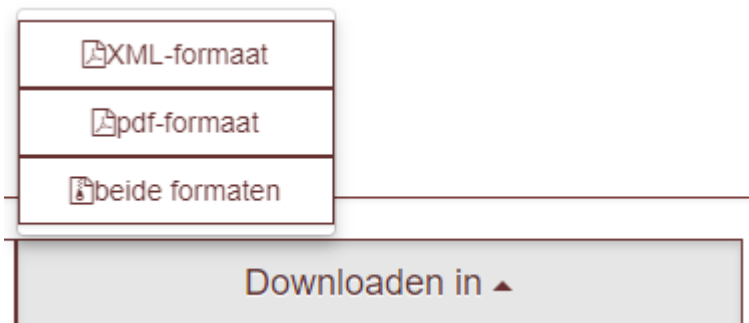 XML-formaat
pdf-formaat
beide formaten
Downloaden in